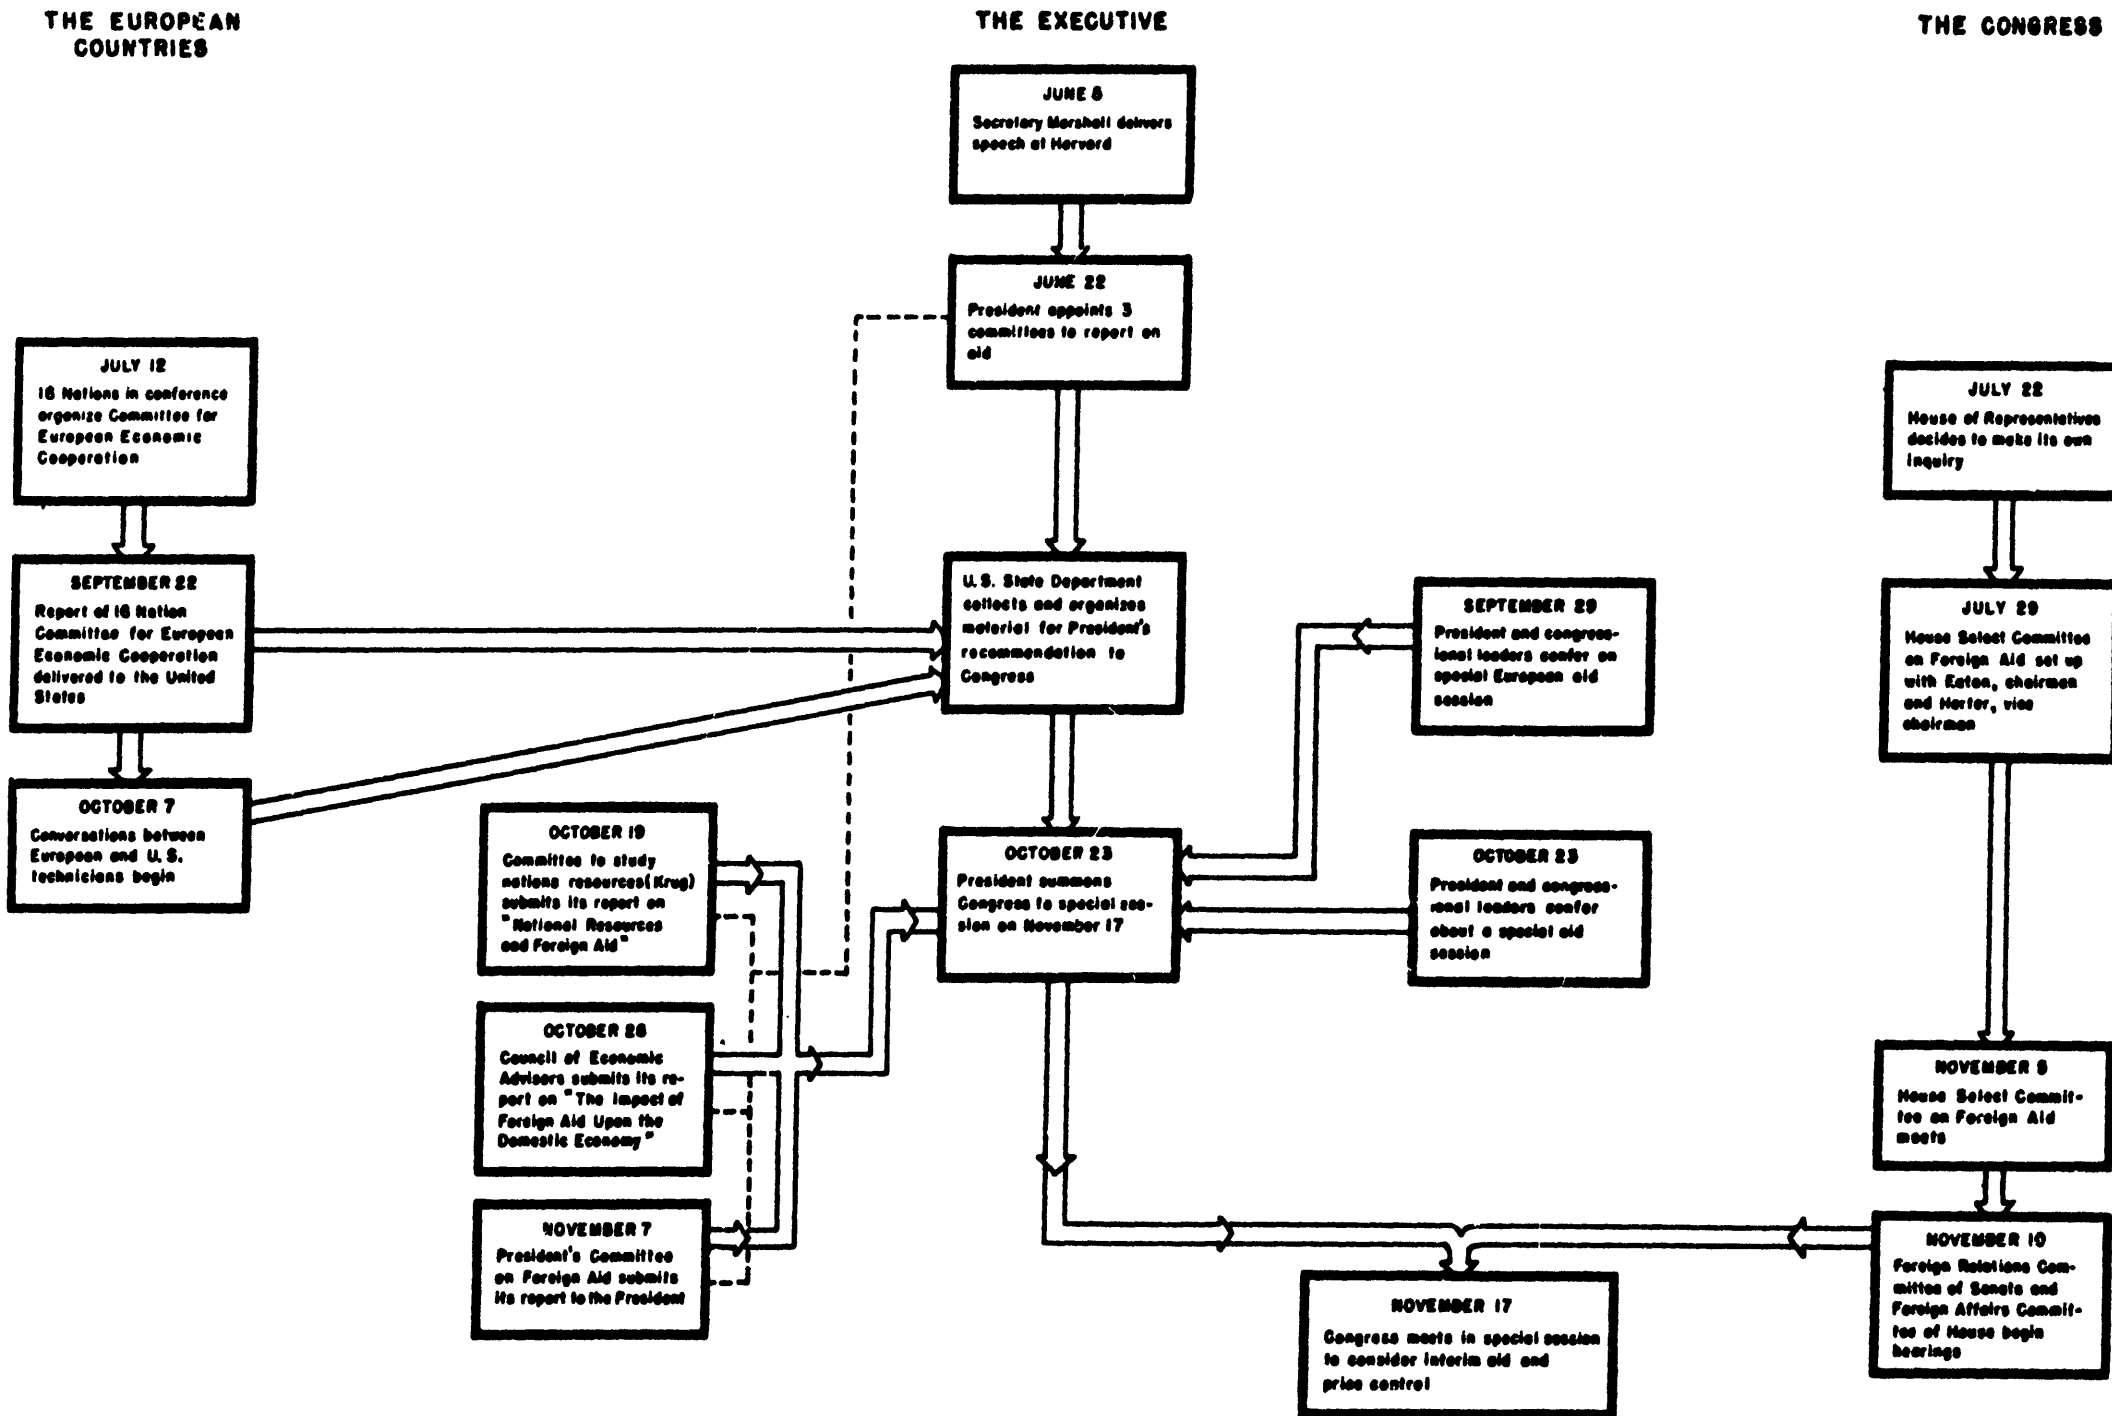 THE EUROPEAN
COUNTRIES
THE EXECUTIVE
THE CONGRESS
JUNE 5
Secretary Marshall delivers
speech at Harvard
JUNE 22
President appoints 3
committees to report on
aid
JULY 12
16 Nations in conference
organize Committee for
European Economic
Cooperation
JULY 22
House of Representatives
decides to make its own
inquiry
SEPTEMBER 22
Report of 16 Nation
Committee for European
Economic Cooperation
delivered to the United
States
U.S. State Department
collects and organizes
material for President's
recommendation to
Congress
SEPTEMBER 29
President and congress-
ional leaders confer on
special European aid
session
JULY 29
House Select Committee
on Foreign Aid set up
with Eaton, chairman
and Herter, vice
chairman
OCTOBER 7
Conversations between
European and U.S.
technicians begin
OCTOBER 19
Committee to study
nations resources(Krug)
submits its report on
"National Resources
and Foreign Aid"
OCTOBER 23
President summons
Congress to special ses-
sion on November 17
OCTOBER 23
President and congress-
ional leaders confer
about a special aid
session
OCTOBER 28
Council of Economic
Advisors submits its re-
port on "The Impact of
Foreign Aid Upon the
Domestic Economy"
NOVEMBER 5
House Select Commit-
tee on Foreign Aid
meets
NOVEMBER 7
President's Committee
on Foreign Aid submits
its report to the President
NOVEMBER 10
Foreign Relations Com-
mittee of Senate and
Foreign Affairs Commit-
tee of House begin
hearings
NOVEMBER 17
Congress meets in special session
to consider interim aid and
price control